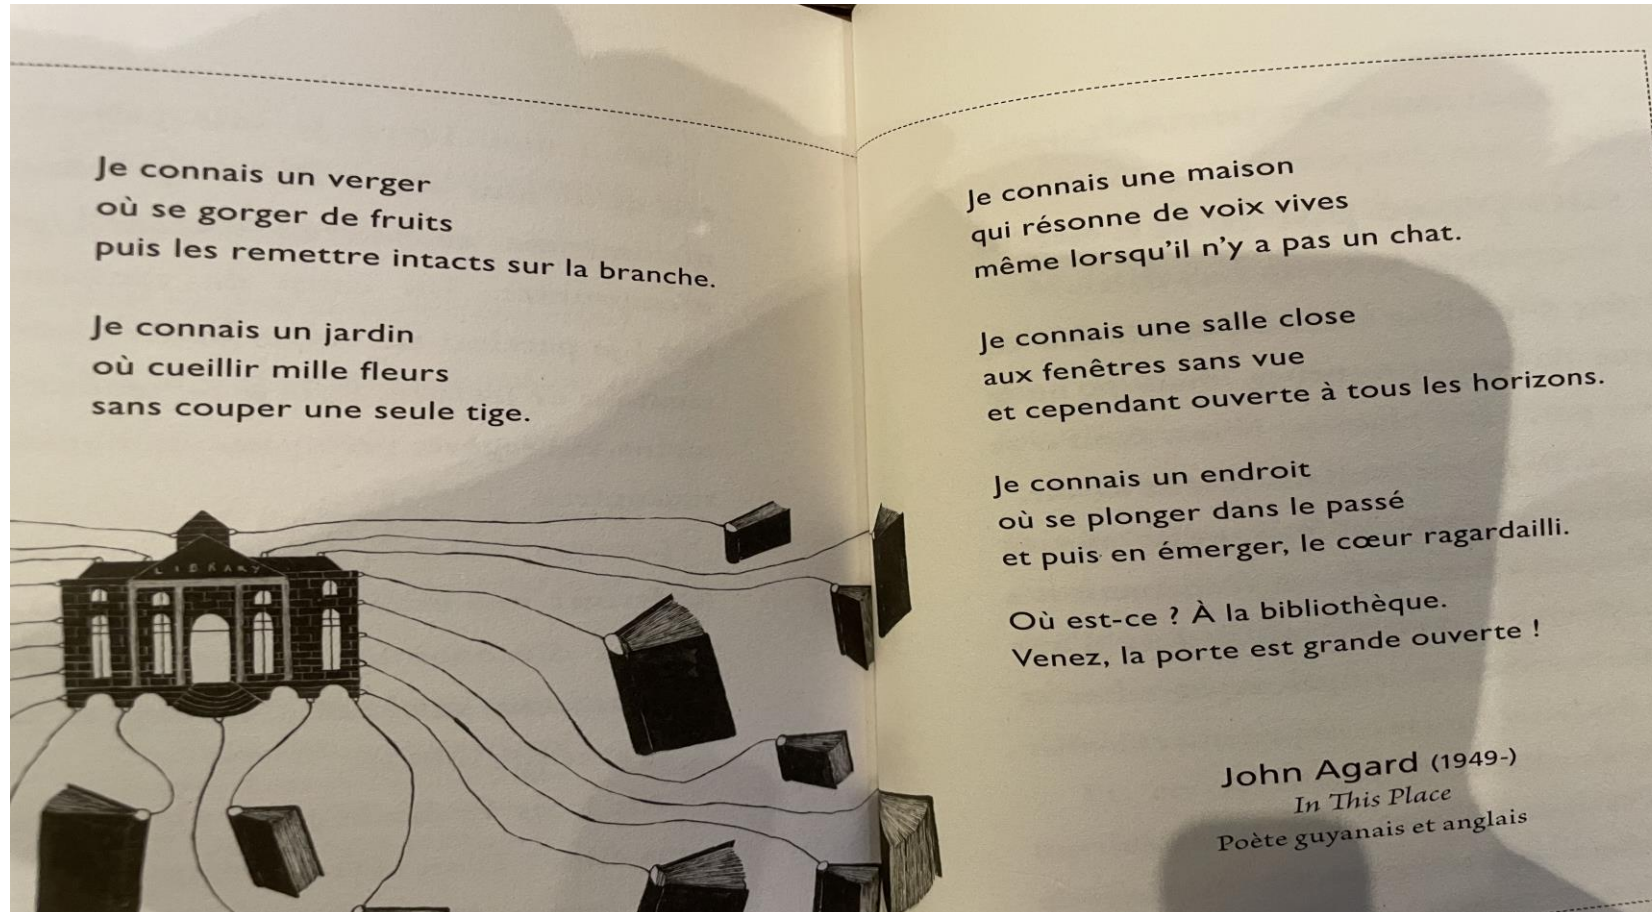 Je connais un verger
où se gorger de fruits
puis les remettre intacts sur la branche.
Je connais un jardin
où cueillir mille fleurs
sans couper une seule tige.
LIBRARY
Je connais une maison
qui résonne de voix vives
même lorsqu'il n'y a pas un chat.
Je connais une salle close
aux fenêtres sans vue
et cependant ouverte à tous les horizons.
Je connais un endroit
où se plonger dans le passé
et puis en émerger, le cœur ragardailli.
Où est-ce ? À la bibliothèque.
Venez, la porte est grande ouverte !
John Agard (1949-)
In This Place
Poète guyanais et anglais